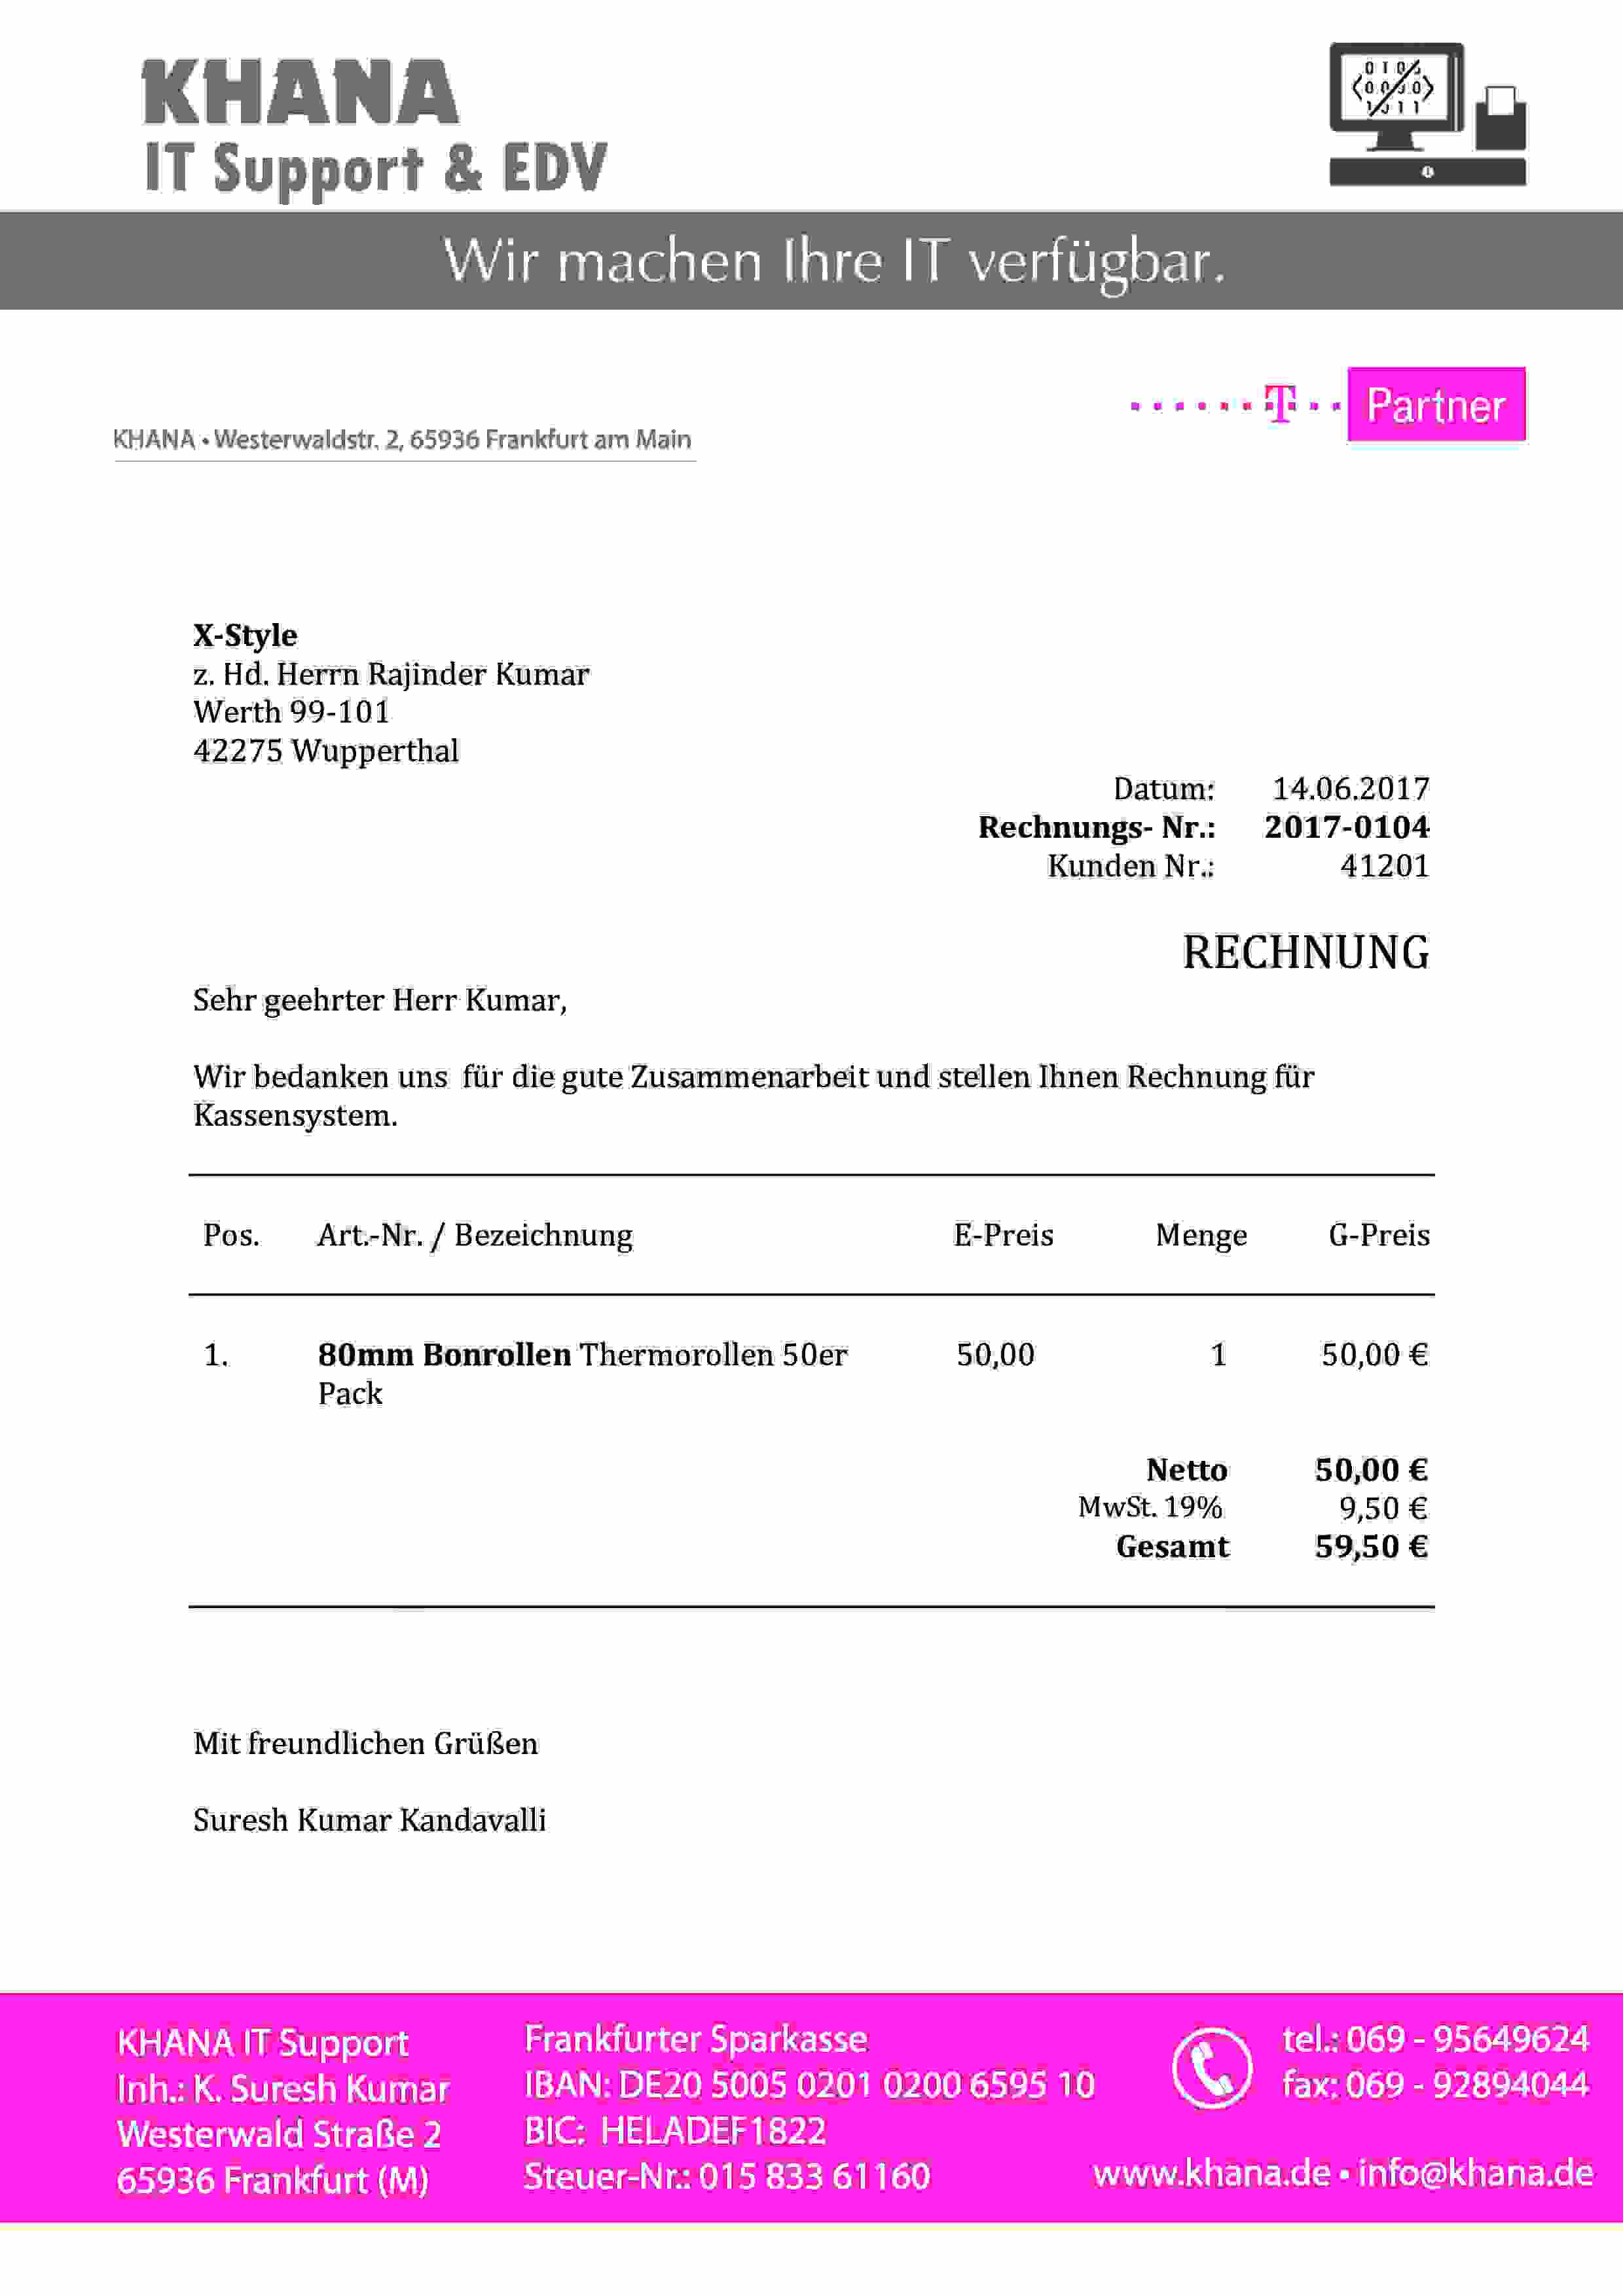 KHANA
IT Support & EDV
Wir machen Ihre IT verfügbar.
T Partner
KHANA • Westerwaldstr. 2, 65936 Frankfurt am Main
X-Style
z. Hd. Herrn Rajinder Kumar
Werth 99-101
42275 Wupperthal
Datum: 14.06.2017
Rechnungs- Nr.: 2017-0104
Kunden Nr.: 41201
RECHNUNG
Sehr geehrter Herr Kumar,
Wir bedanken uns für die gute Zusammenarbeit und stellen Ihnen Rechnung für
Kassensystem.
Pos. Art.-Nr. / Bezeichnung E-Preis Menge G-Preis
1. 80mm Bonrollen Thermorollen 50er 50,00 1 50,00 €
Pack
Netto 50,00 €
MwSt. 19% 9,50 €
Gesamt 59,50 €
Mit freundlichen Grüßen
Suresh Kumar Kandavalli
KHANA IT Support
Inh.: K. Suresh Kumar
Westerwald Straße 2
65936 Frankfurt (M)
Frankfurter Sparkasse
IBAN: DE20 5005 0201 0200 6595 10
BIC: HELADEF1822
Steuer-Nr.: 015 833 61160
tel.: 069 - 95649624
fax: 069 - 92894044
www.khana.de • info@khana.de